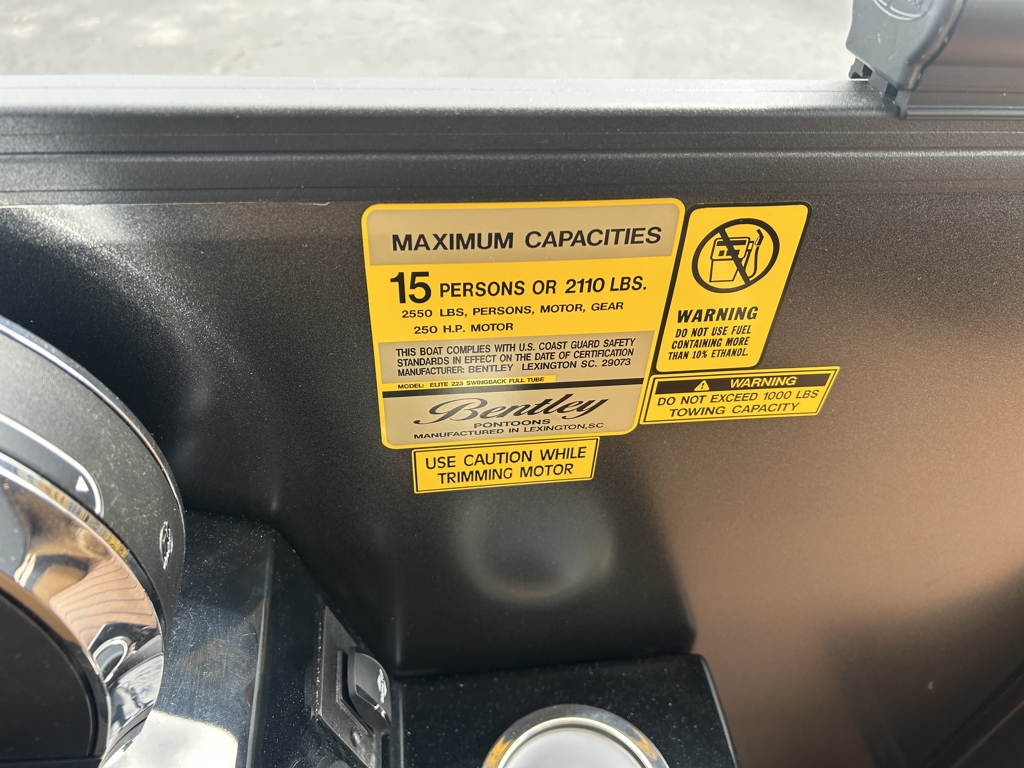 MAXIMUM CAPACITIES
15 PERSONS OR 2110 LBS.
2550 LBS, PERSONS, MOTOR, GEAR
250 H.P. MOTOR
THIS BOAT COMPLIES WITH U.S. COAST GUARD SAFETY
STANDARDS IN EFFECT ON THE DATE OF CERTIFICATION
MANUFACTURER: BENTLEY LEXINGTON SC. 29073
MODEL: ELITE 223 SWINGBACK FULL TUBE
Bentley
PONTOONS
MANUFACTURED IN LEXINGTON,SC
USE CAUTION WHILE
TRIMMING MOTOR
WARNING
DO NOT USE FUEL
CONTAINING MORE
THAN 10% ETHANOL.
WARNING
DO NOT EXCEED 1000 LBS
TOWING CAPACITY